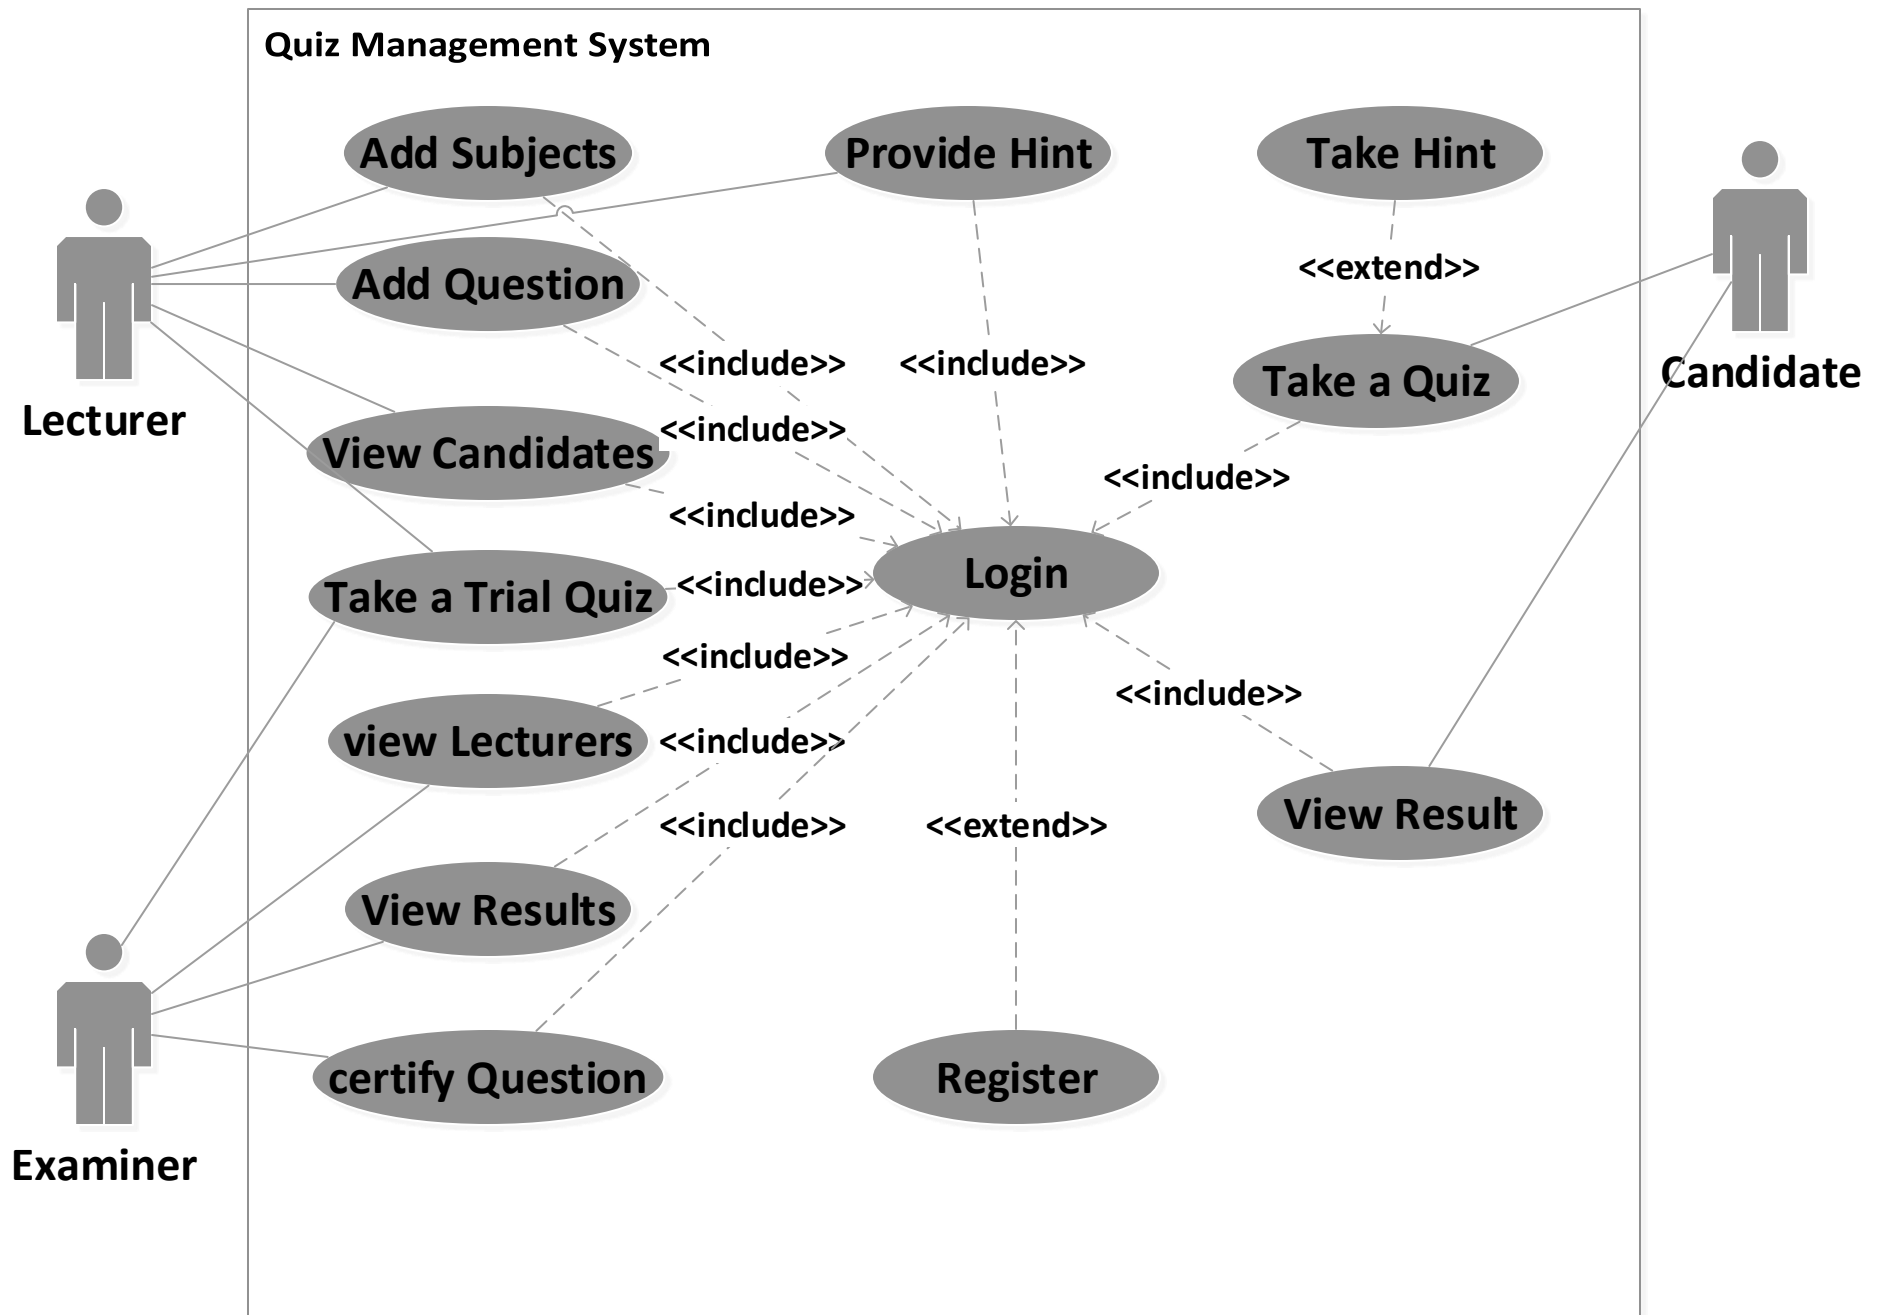 Quiz Management System
Add Subjects
Provide Hint
Take Hint
<<extend>>
Add Question
<<include>>
<<include>>
Take a Quiz
Candidate
Lecturer
<<include>>
View Candidates
<<include>>
<<include>>
Login
<<include>>
Take a Trial Quiz
<<include>>
<<include>>
view Lecturers
<<include>>
View Result
<<include>>
<<extend>>
View Results
certify Question
Register
Examiner